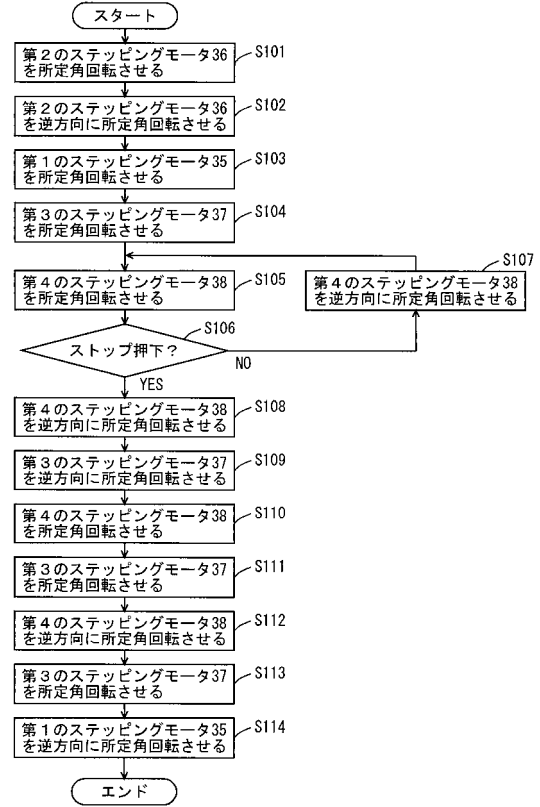 スタート
第2のステッピングモータ36
を所定角回転させる
S101
第2のステッピングモータ36
を逆方向に所定角回転させる
S102
第1のステッピングモータ35
を所定角回転させる
S103
第3のステッピングモータ37
を所定角回転させる
S104
第4のステッピングモータ38
を所定角回転させる
S105
第4のステッピングモータ38
を逆方向に所定角回転させる
S107
ストップ押下?
S106
NO
YES
第4のステッピングモータ38
を逆方向に所定角回転させる
S108
第3のステッピングモータ37
を逆方向に所定角回転させる
S109
第4のステッピングモータ38
を所定角回転させる
S110
第3のステッピングモータ37
を所定角回転させる
S111
第4のステッピングモータ38
を逆方向に所定角回転させる
S112
第3のステッピングモータ37
を所定角回転させる
S113
第1のステッピングモータ35
を逆方向に所定角回転させる
S114
エンド